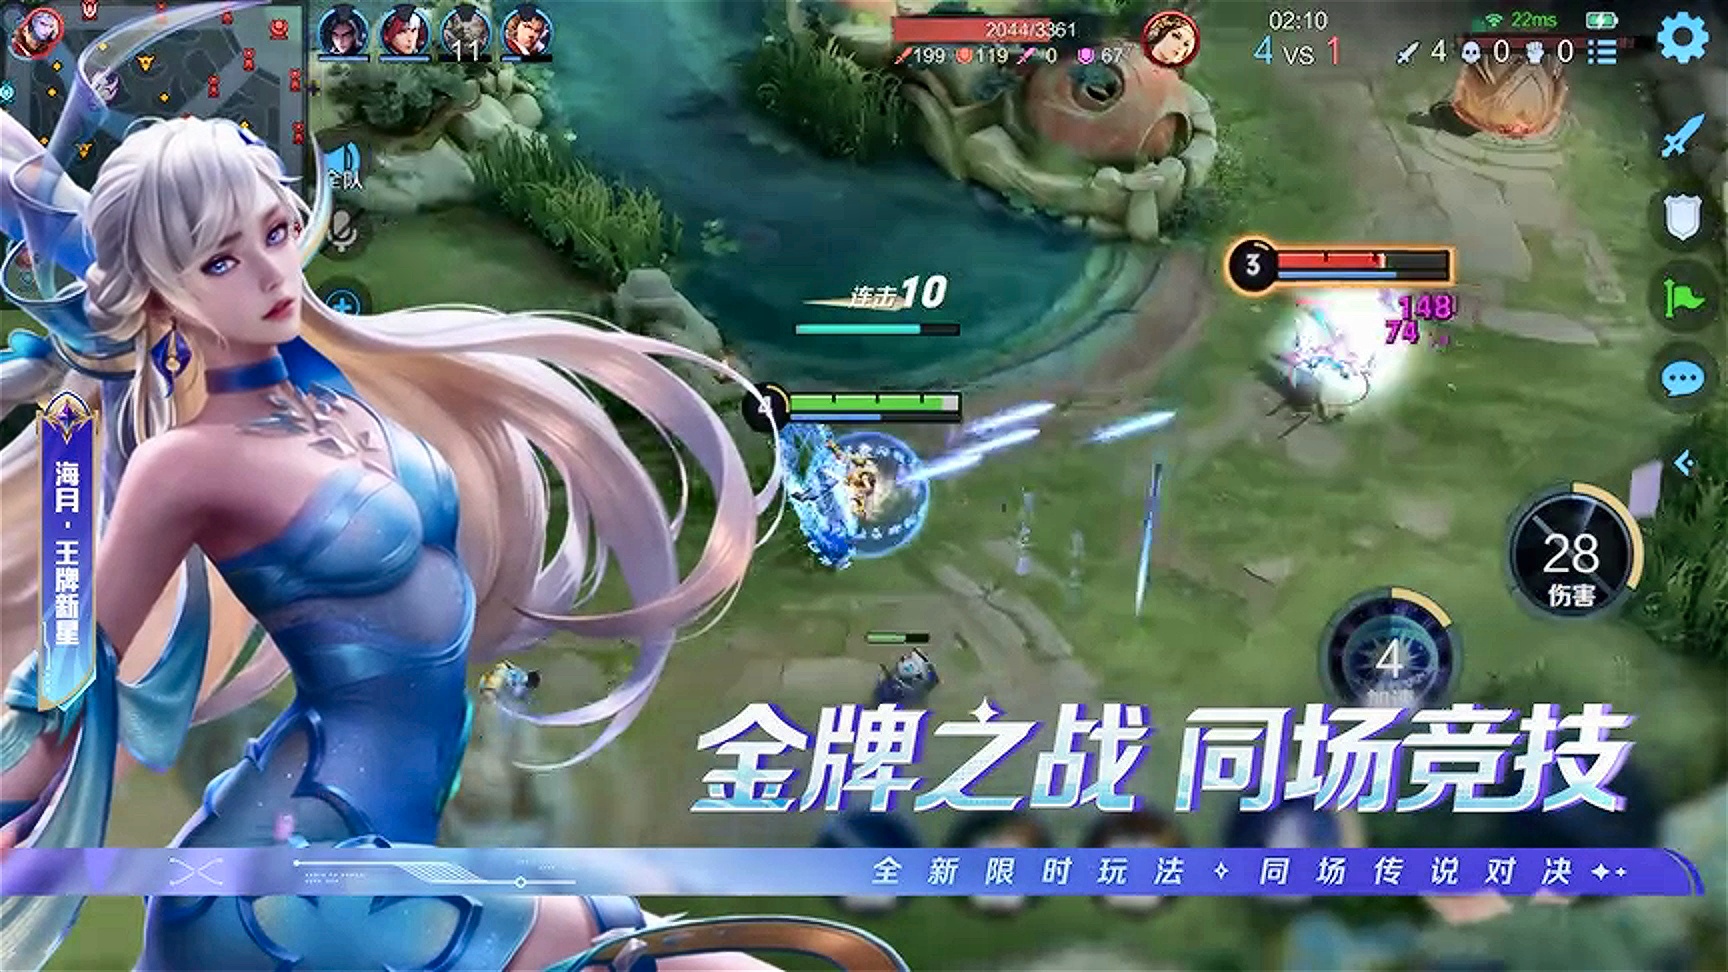 11
2044/3361
199 119 0 67
02:10
4 VS 1
22ms
4 0 0
全队
连击10
3
148
74
4
28
伤害
4
加速
海月·王牌新星
金牌之战 同场竞技
全新限时玩法 同场传说对决